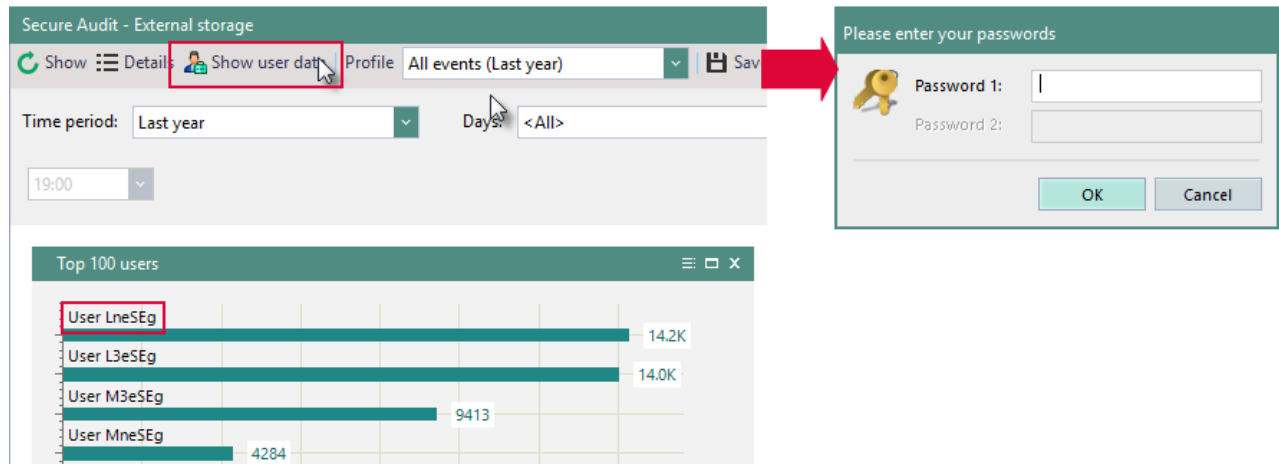 Secure Audit - External storage
Show Details Show user data Profile All events (Last year) Sav
Time period: Last year Days: <All>
19:00
Top 100 users
User LneSEg
14.2K
User L3eSEg
14.0K
User M3eSEg
9413
User MneSEg
4284
Please enter your passwords
Password 1:
Password 2:
OK Cancel